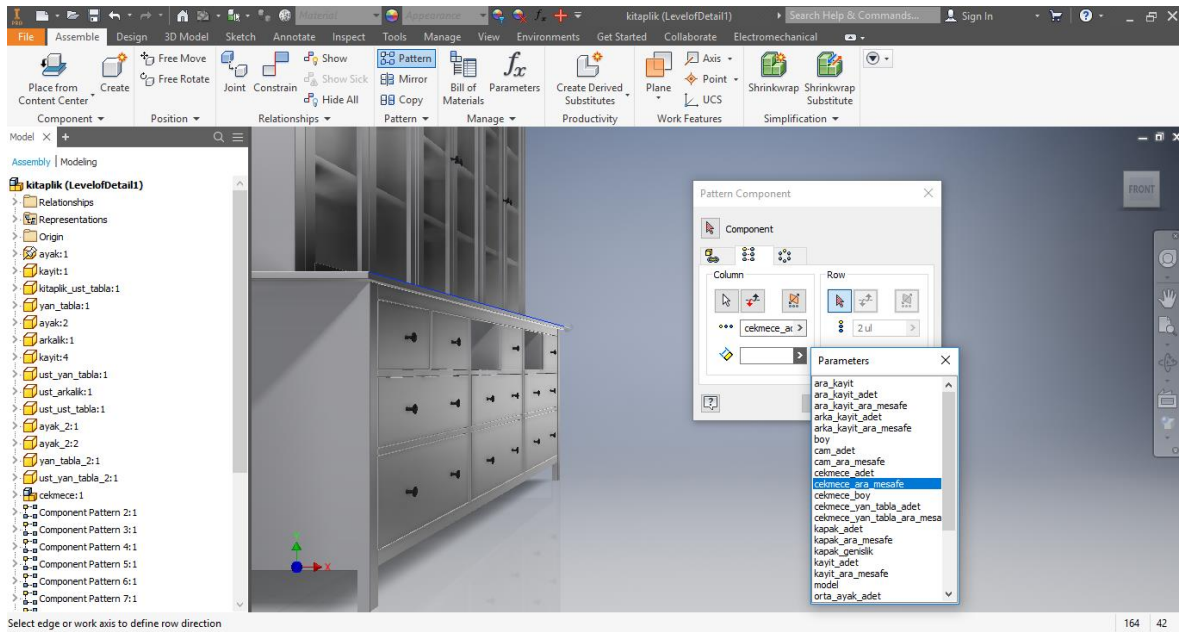 PRO
Material
Appearance
kitaplik (LevelofDetail1)
Search Help & Commands...
Sign In
File Assemble Design 3D Model Sketch Annotate Inspect Tools Manage View Environments Get Started Collaborate Electromechanical
Place from
Content Center
Create
Component
Free Move
Free Rotate
Position
Joint Constrain
Show
Show Sick
Hide All
Relationships
Pattern
Mirror
Copy
Pattern
Bill of
Materials
Parameters
Manage
Create Derived
Substitutes
Productivity
Plane
Axis
Point
UCS
Work Features
Shrinkwrap
Shrinkwrap
Substitute
Simplification
Model
Assembly | Modeling
kitaplik (LevelofDetail1)
Relationships
Representations
Origin
ayak:1
kayit:1
kitaplik_ust_tabla:1
yan_tabla:1
ayak:2
arkalik:1
kayit:4
ust_yan_tabla:1
ust_arkalik:1
ust_ust_tabla:1
ayak_2:1
ayak_2:2
yan_tabla_2:1
ust_yan_tabla_2:1
cekmece:1
Component Pattern 2:1
Component Pattern 3:1
Component Pattern 4:1
Component Pattern 5:1
Component Pattern 6:1
Component Pattern 7:1
FRONT
Pattern Component
Component
Column
Row
cekmece_ac
2 ul
Parameters
ara_kayit
ara_kayit_adet
ara_kayit_ara_mesafe
arka_kayit_adet
arka_kayit_ara_mesafe
boy
cam_adet
cam_ara_mesafe
cekmece_adet
cekmece_ara_mesafe
cekmece_boy
cekmece_yan_tabla_adet
cekmece_yan_tabla_ara_mesa
kapak_adet
kapak_ara_mesafe
kapak_genislik
kayit_adet
kayit_ara_mesafe
model
orta_ayak_adet
X
Select edge or work axis to define row direction
164 42